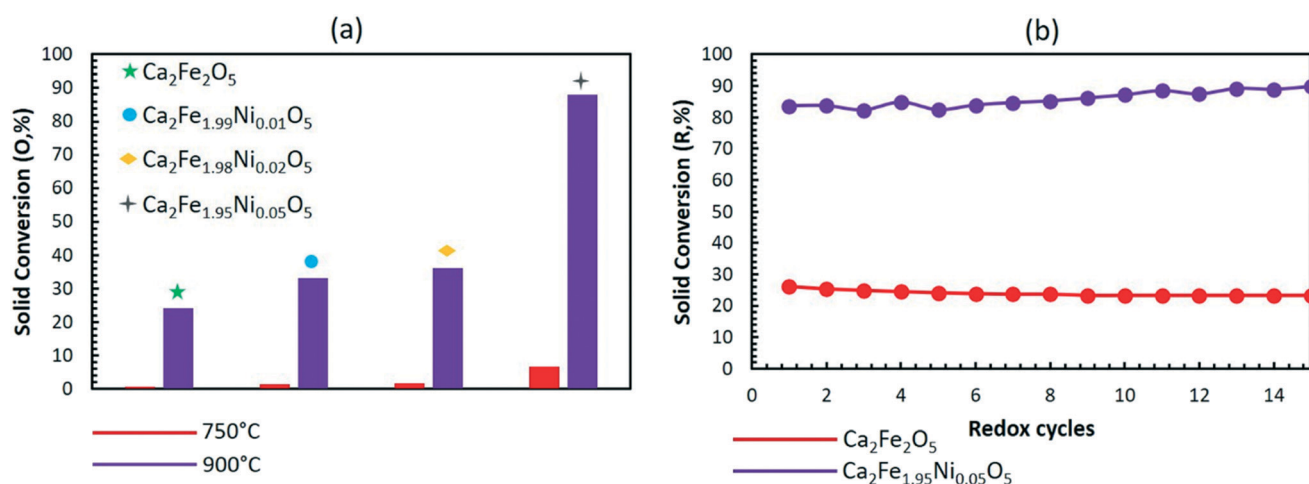 (a)
Solid Conversion (O,%)
100
90
80
70
60
50
40
30
20
10
0
Ca₂Fe₂O₅
Ca₂Fe₁.₉₉Ni₀.₀₁O₅
Ca₂Fe₁.₉₈Ni₀.₀₂O₅
Ca₂Fe₁.₉₅Ni₀.₀₅O₅
750°C
900°C
(b)
Solid Conversion (R,%)
100
90
80
70
60
50
40
30
20
10
0
0 2 4 6 8 10 12 14
Redox cycles
Ca₂Fe₂O₅
Ca₂Fe₁.₉₅Ni₀.₀₅O₅